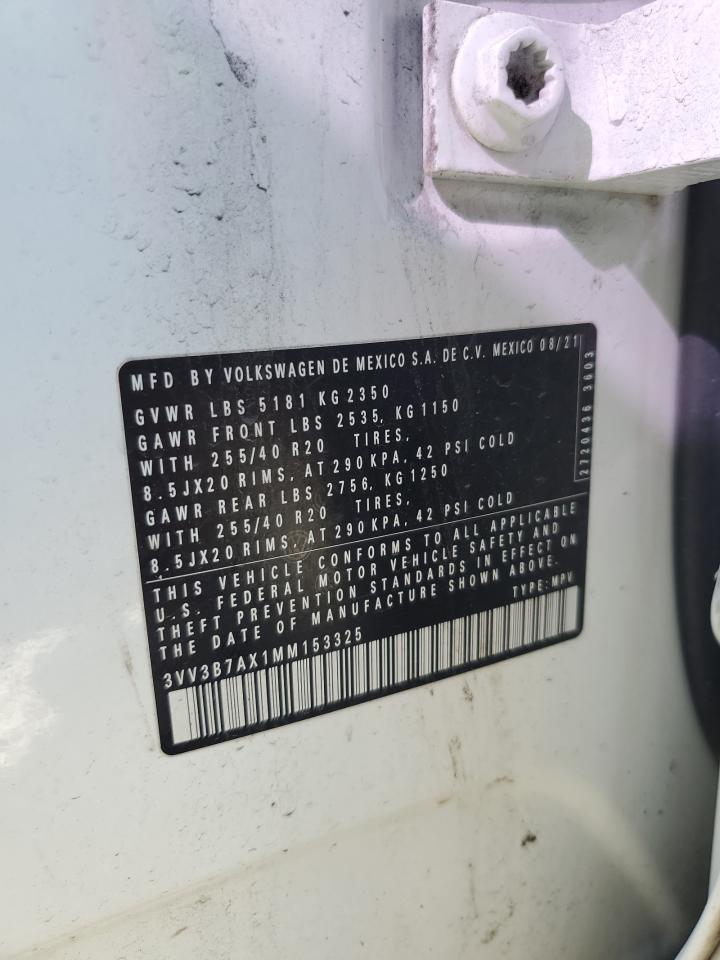 MFD BY VOLKSWAGEN DE MEXICO S.A. DE C.V. MEXICO 08/21
GVWR LBS 5181 KG 2350
GAWR FRONT LBS 2535, KG 1150
WITH 255/40 R20 TIRES,
8.5JX20 RIMS, AT 290 KPA, 42 PSI COLD
GAWR REAR LBS 2756, KG 1250
WITH 255/40 R20 TIRES,
8.5JX20 RIMS, AT 290 KPA, 42 PSI COLD
2720436 3603
THIS VEHICLE CONFORMS TO ALL APPLICABLE
U.S. FEDERAL MOTOR VEHICLE SAFETY AND
THEFT PREVENTION STANDARDS IN EFFECT ON
THE DATE OF MANUFACTURE SHOWN ABOVE.
3VV3B7AX1MM153325 TYPE: MPV